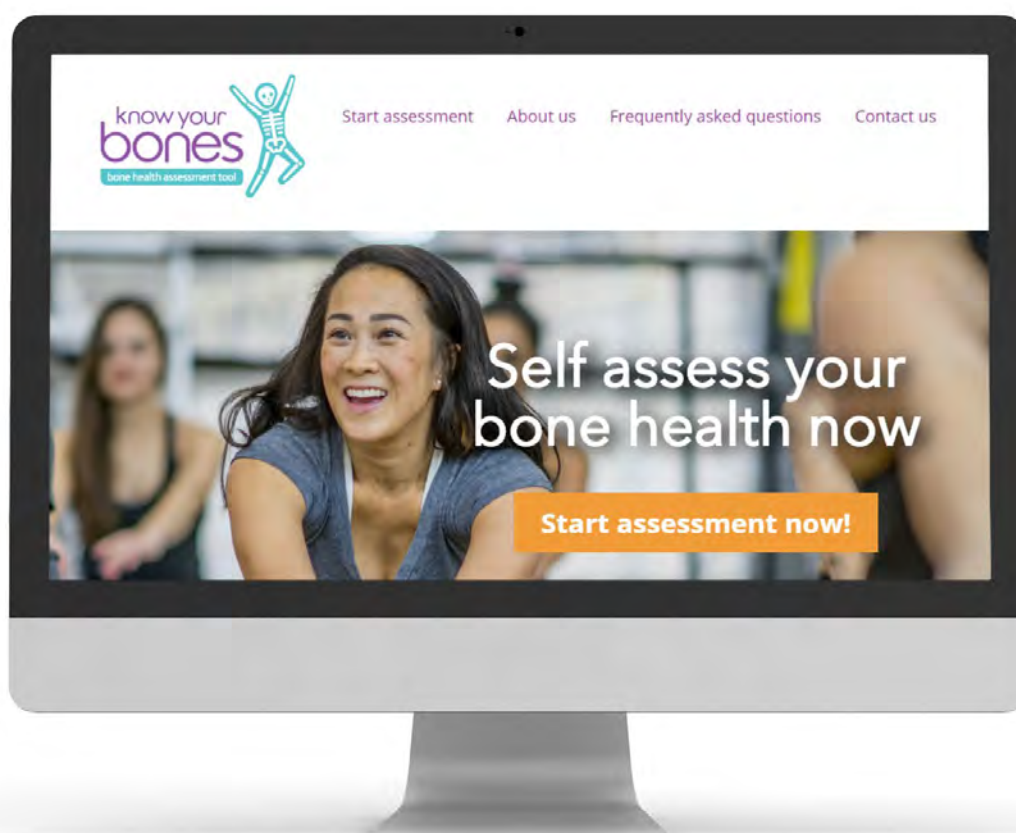 know your
bones
bone health assessment tool
Start assessment
About us
Frequently asked questions
Contact us
Self assess your
bone health now
Start assessment now!